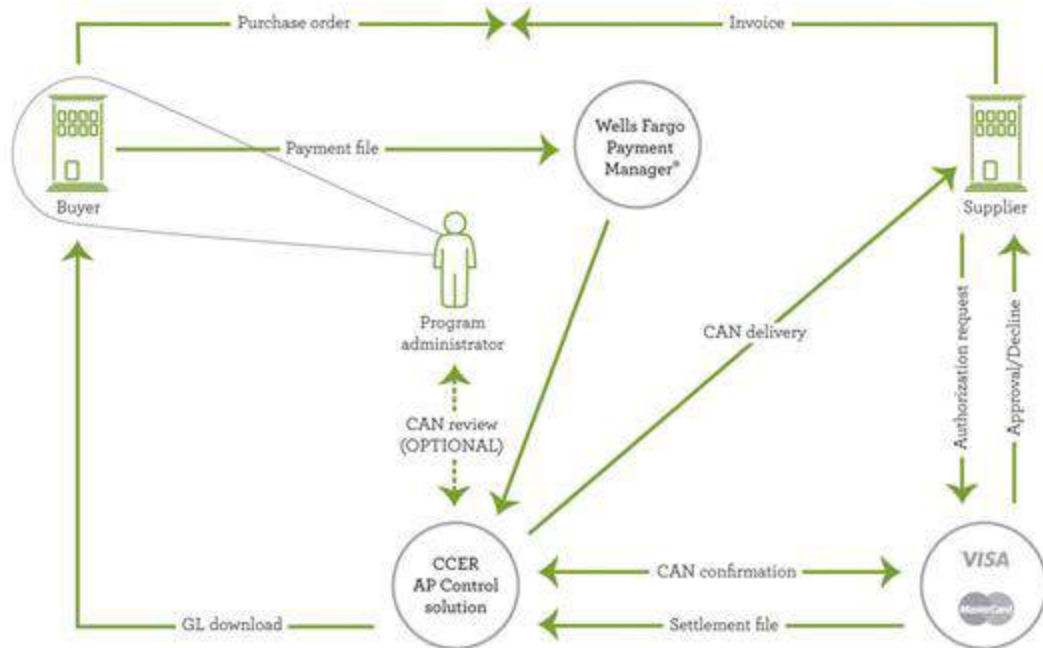 Purchase order
Invoice
Payment file
Wells Fargo
Payment
Manager®
Buyer
Supplier
Program
administrator
CAN delivery
Authorization request
Approval/Decline
CAN review
(OPTIONAL)
CCER
AP Control
solution
CAN confirmation
VISA
MasterCard
GL download
Settlement file